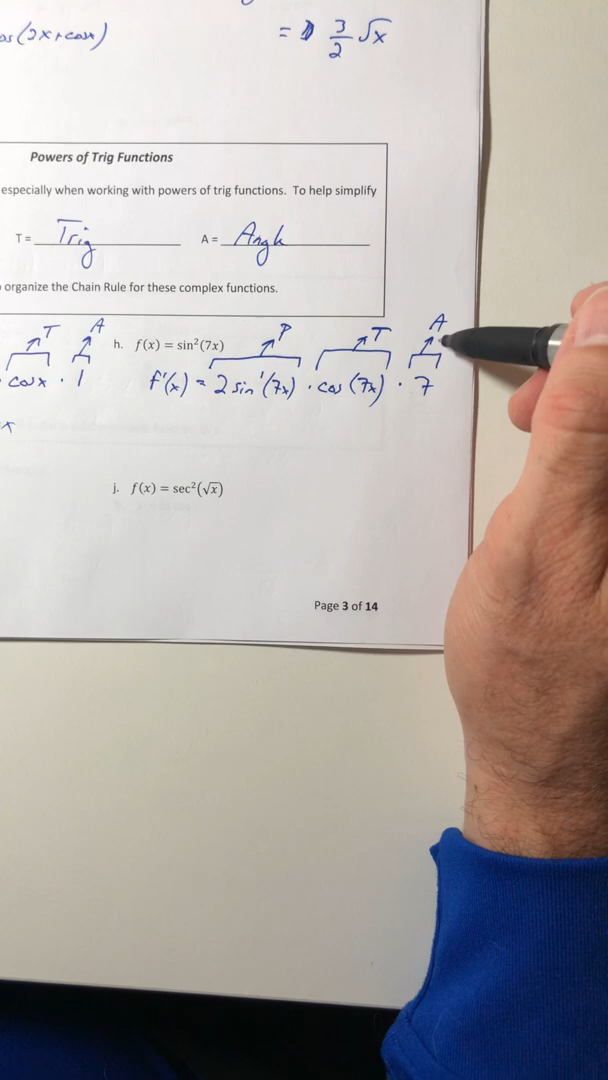 os(2x+cosx) = 3/2 √x
Powers of Trig Functions
especially when working with powers of trig functions. To help simplify
T = Trig A = Angle
organize the Chain Rule for these complex functions.
T A P T A
h. f(x) = sin²(7x)
cosx · 1 f'(x) = 2 sin¹(7x) · cos(7x) · 7
x
j. f(x) = sec²(√x)
Page 3 of 14